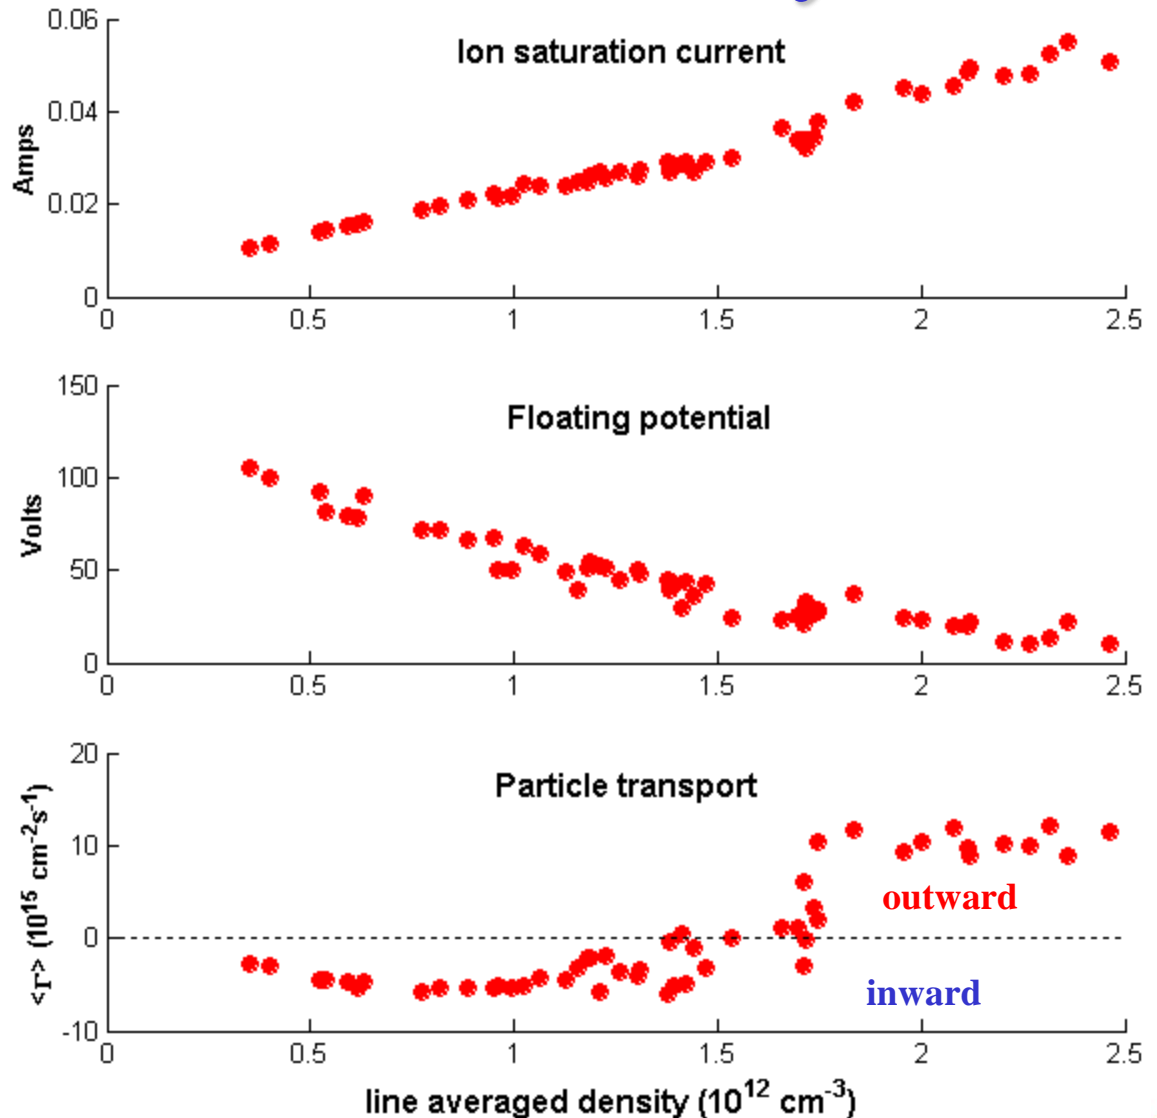 g
Ion saturation current
Amps
0.06
0.04
0.02
0
0 0.5 1 1.5 2 2.5
Floating potential
Volts
150
100
50
0
0 0.5 1 1.5 2 2.5
Particle transport
<Γ> (10¹⁵ cm⁻²s⁻¹)
20
10
0
-10
outward
inward
0 0.5 1 1.5 2 2.5
line averaged density (10¹² cm⁻³)